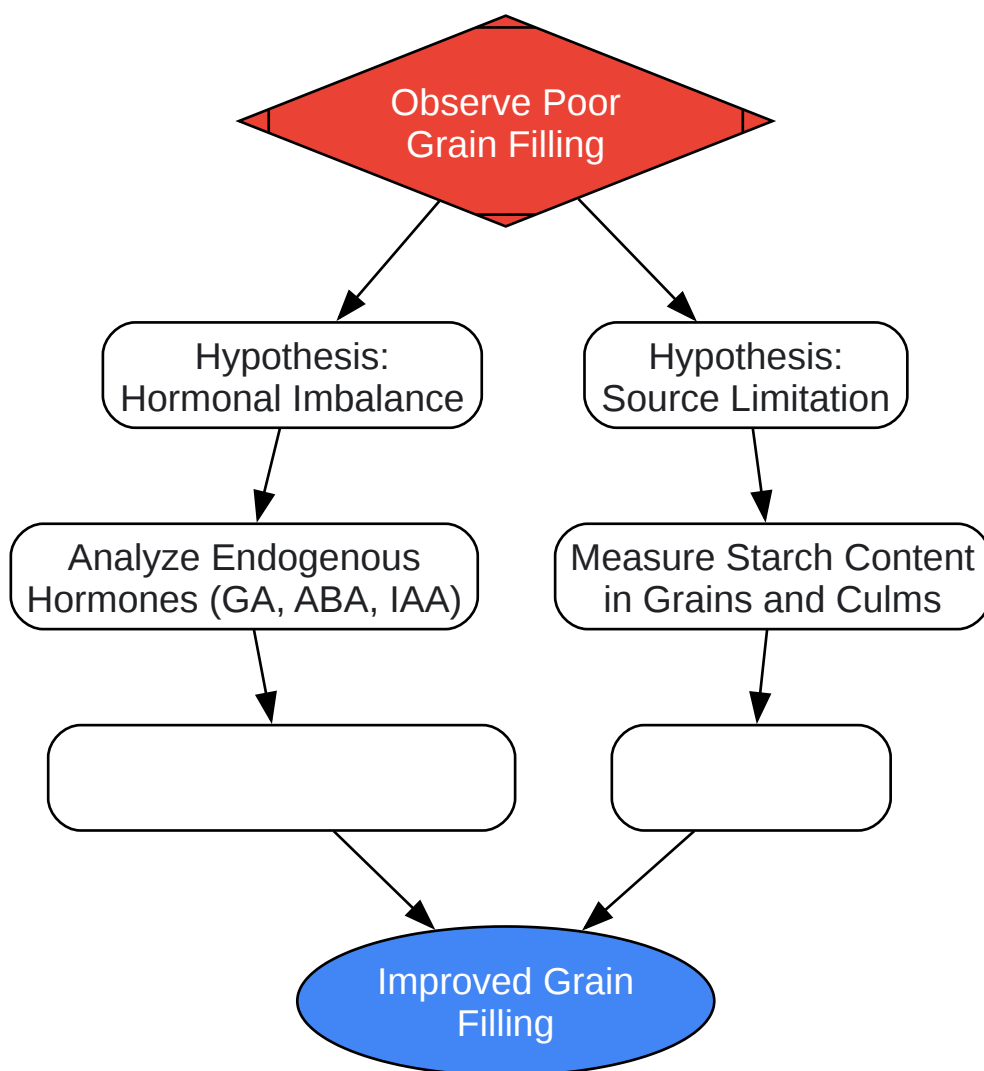 Observe Poor
Grain Filling
Hypothesis:
Hormonal Imbalance
Hypothesis:
Source Limitation
Analyze Endogenous
Hormones (GA, ABA, IAA)
Measure Starch Content
in Grains and Culms
Improved Grain
Filling